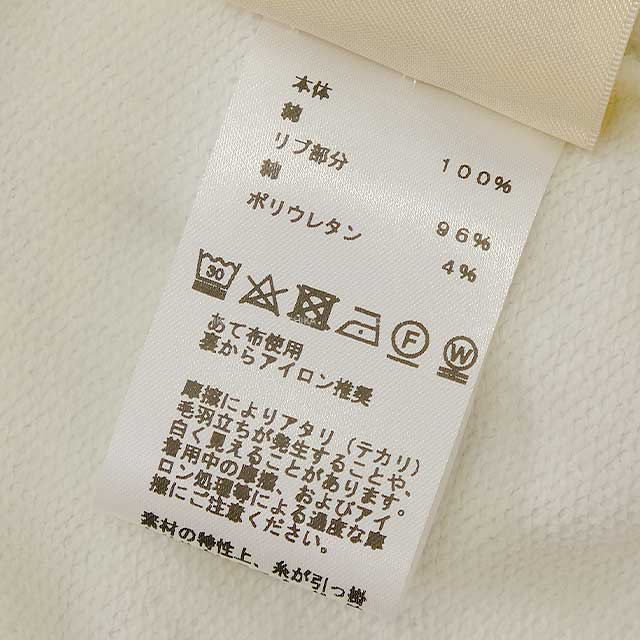 本体
綿 100%
リブ部分
綿 96%
ポリウレタン 4%
30 F W
あて布使用
裏からアイロン推奨
摩擦によりアタリ(テカリ)
毛羽立ちが発生することや、
白く見えることがあります。
着用中の摩擦、およびアイ
ロン処理等による過度な摩
擦にご注意ください。
素材の特性上、糸が引っ